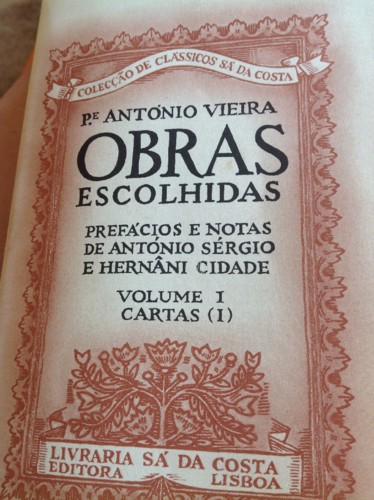 COLECÇÃO DE CLÁSSICOS SÁ DA COSTA
P.E ANTÓNIO VIEIRA
OBRAS
ESCOLHIDAS
PREFÁCIOS E NOTAS
DE ANTÓNIO SÉRGIO
E HERNÂNI CIDADE
VOLUME I
CARTAS (I)
LIVRARIA SÁ DA COSTA
EDITORA LISBOA